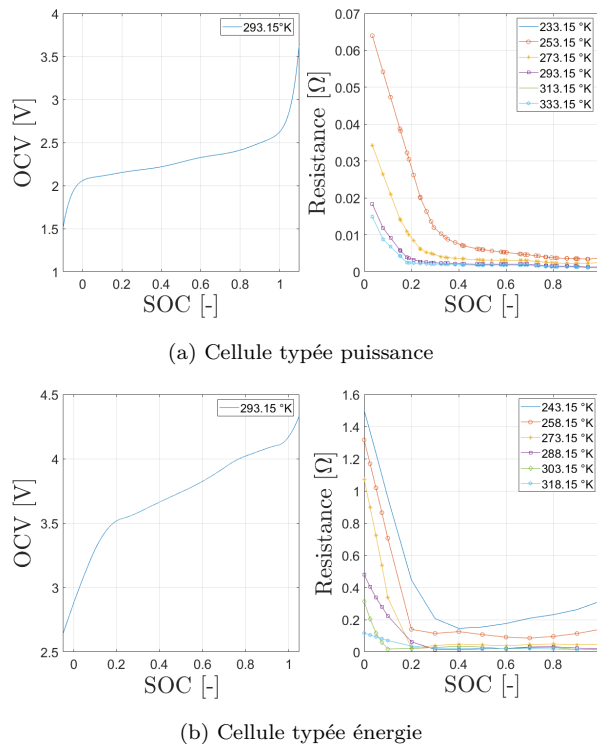 4
3.5
3
2.5
2
1.5
1
OCV [V]
0 0.2 0.4 0.6 0.8 1
SOC [-]
293.15°K
0.07
0.06
0.05
0.04
0.03
0.02
0.01
0
Resistance [Ω]
0 0.2 0.4 0.6 0.8
SOC [-]
233.15 °K
253.15 °K
273.15 °K
293.15 °K
313.15 °K
333.15 °K
(a) Cellule typée puissance
4.5
4
3.5
3
2.5
OCV [V]
0 0.2 0.4 0.6 0.8 1
SOC [-]
293.15 °K
1.6
1.4
1.2
1
0.8
0.6
0.4
0.2
0
Resistance [Ω]
0 0.2 0.4 0.6 0.8
SOC [-]
243.15 °K
258.15 °K
273.15 °K
288.15 °K
303.15 °K
318.15 °K
(b) Cellule typée énergie